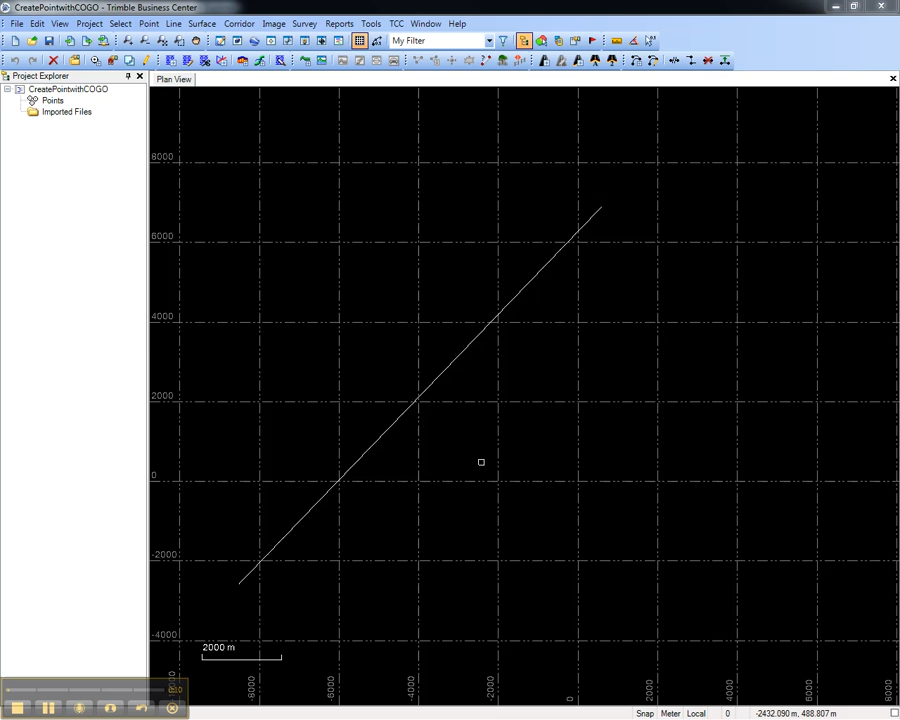 CreatePointwithCOGO - Trimble Business Center
File Edit View Project Select Point Line Surface Corridor Image Survey Reports Tools TCC Window Help
My Filter
Project Explorer
Plan View
CreatePointwithCOGO
Points
Imported Files
8000
6000
4000
2000
0
-2000
-4000
2000 m
-8000
-6000
-4000
-2000
0
2000
4000
6000
8000
Snap Meter Local 0 -2432.090 m, 488.807 m